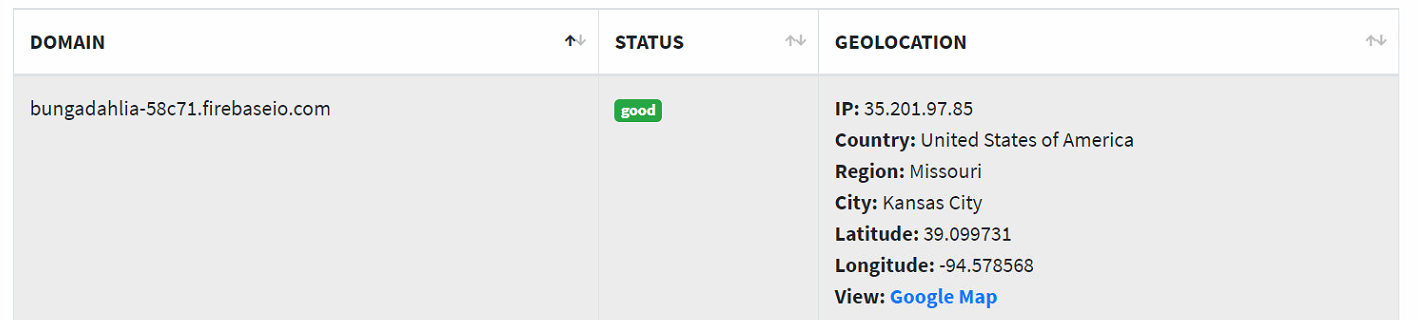 DOMAIN STATUS GEOLOCATION
bungadahlia-58c71.firebaseio.com good IP: 35.201.97.85
Country: United States of America
Region: Missouri
City: Kansas City
Latitude: 39.099731
Longitude: -94.578568
View: Google Map